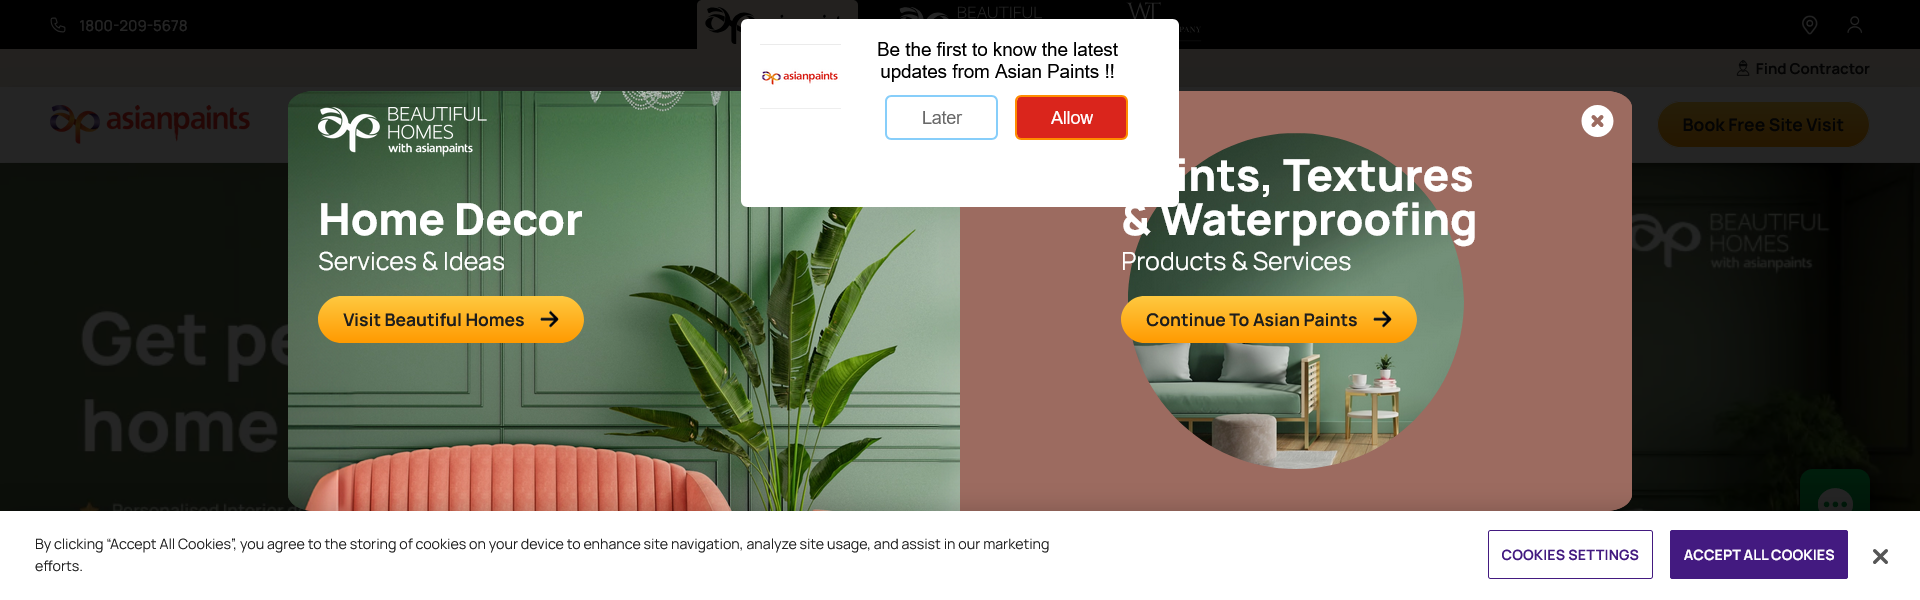 1800-209-5678
BEAUTIFUL
WT
Find Contractor
asianpaints
Book Free Site Visit
Be the first to know the latest
updates from Asian Paints !!
asianpaints
Later
Allow
BEAUTIFUL
HOMES
with asianpaints
Home Decor
Services & Ideas
Visit Beautiful Homes
Textures
& Waterproofing
Products & Services
Continue To Asian Paints
BEAUTIFUL
HOMES
with asianpaints
Get
home
Personalised Interior
By clicking “Accept All Cookies”, you agree to the storing of cookies on your device to enhance site navigation, analyze site usage, and assist in our marketing
efforts.
COOKIES SETTINGS
ACCEPT ALL COOKIES